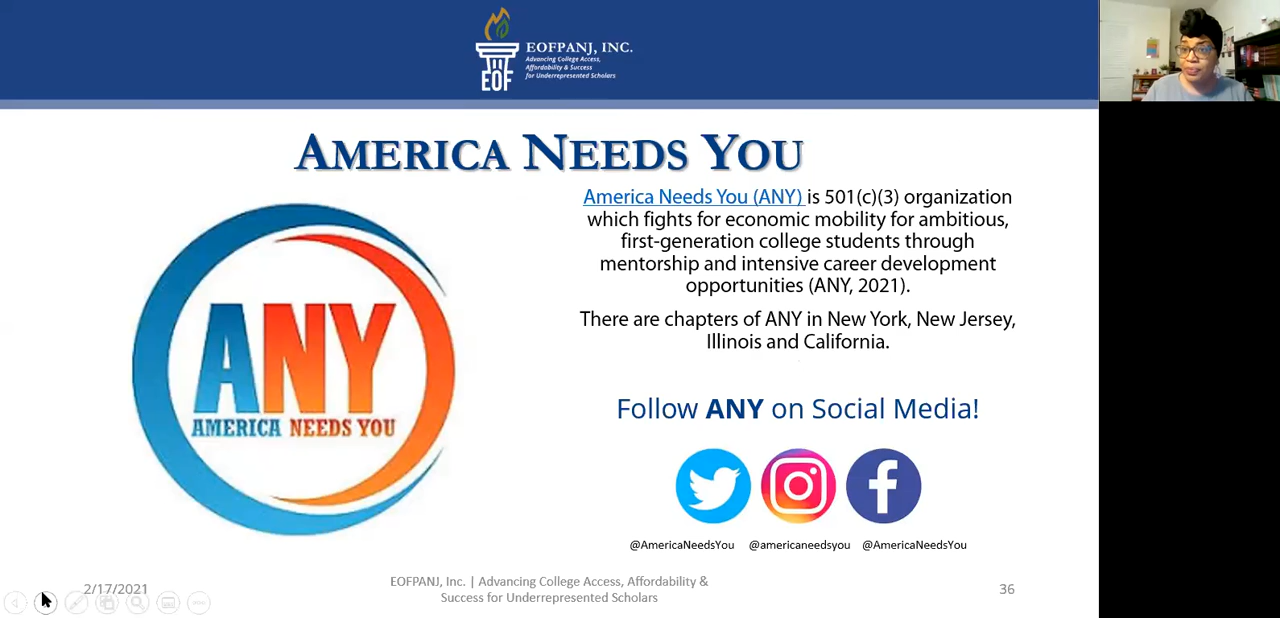 EOFPANJ, INC.
Advancing College Access,
Affordability & Success
for Underrepresented Scholars
EOF
AMERICA NEEDS YOU
America Needs You (ANY) is 501(c)(3) organization
which fights for economic mobility for ambitious,
first-generation college students through
mentorship and intensive career development
opportunities (ANY, 2021).
There are chapters of ANY in New York, New Jersey,
Illinois and California.
ANY
AMERICA NEEDS YOU
Follow ANY on Social Media!
@AmericaNeedsYou @americaneedsyou @AmericaNeedsYou
2/17/2021
EOFPANJ, Inc. | Advancing College Access, Affordability &
Success for Underrepresented Scholars
36